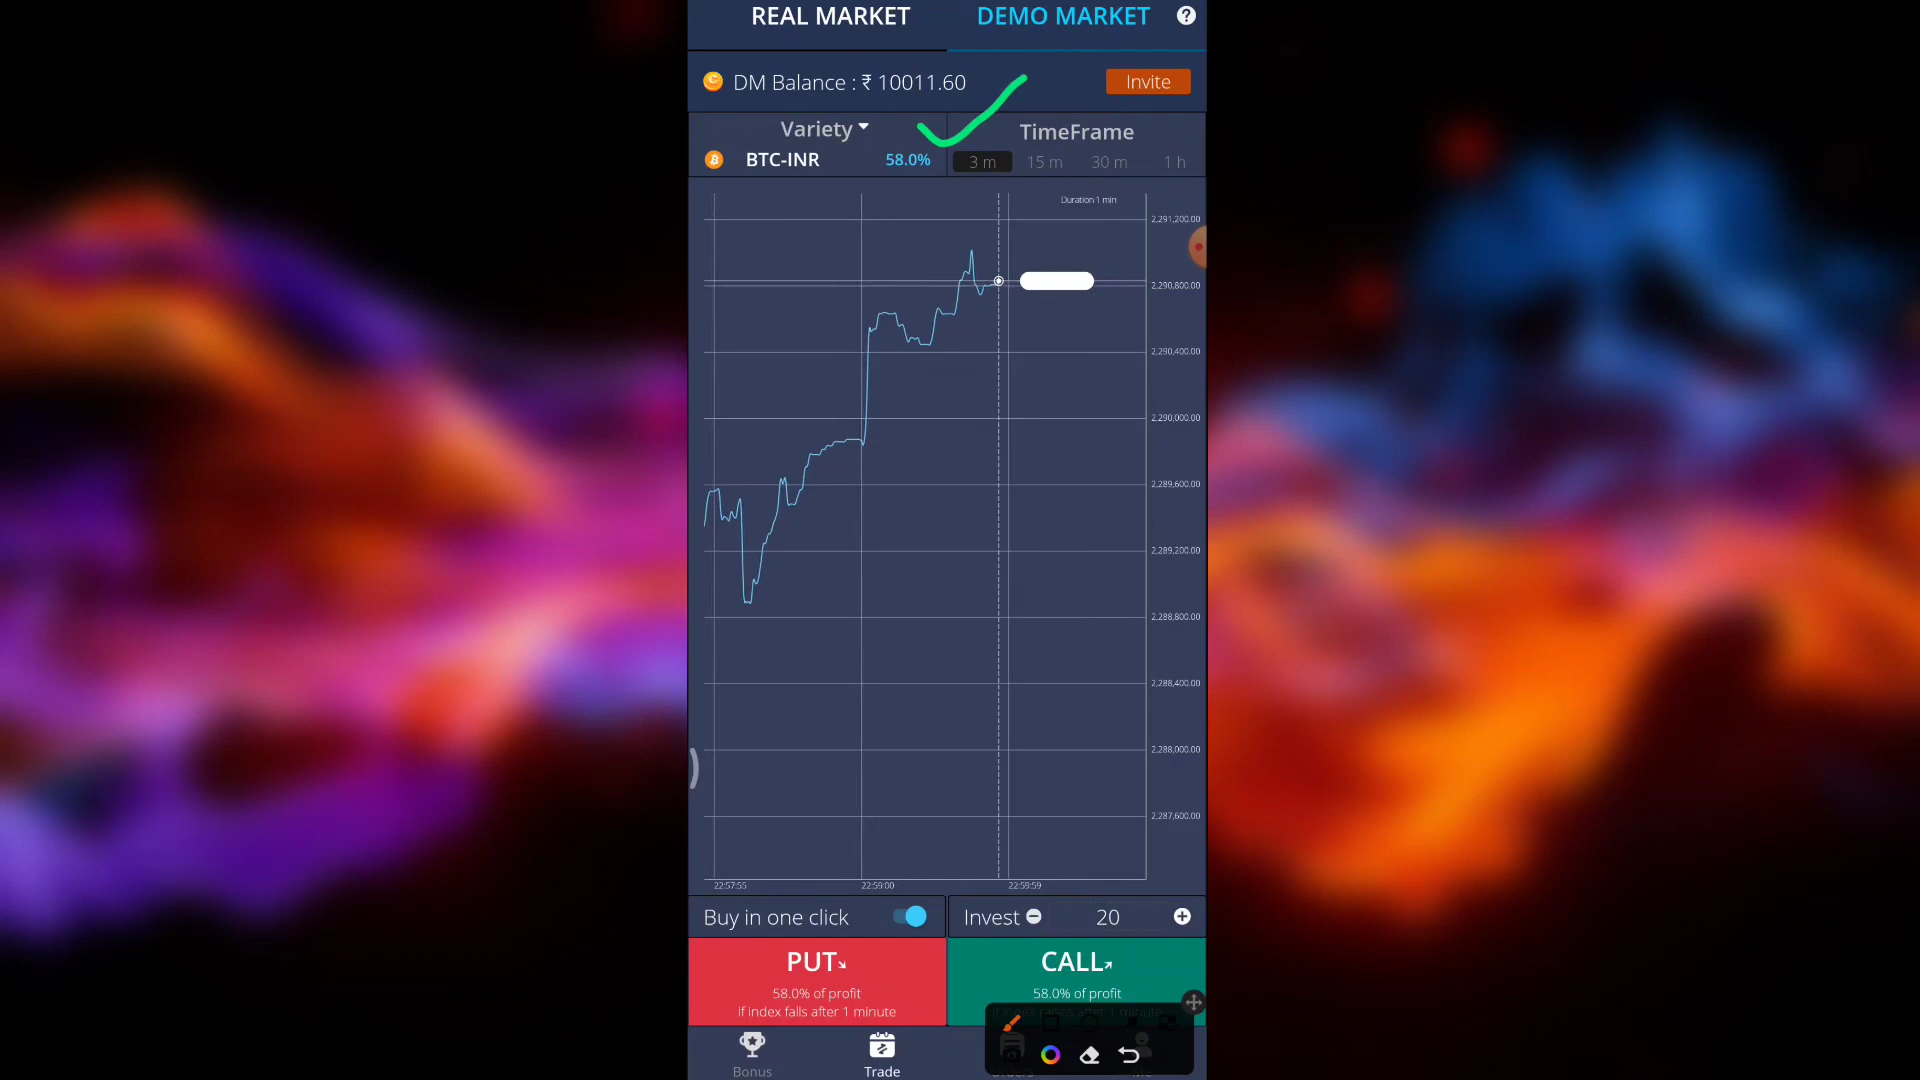 REAL MARKET
DEMO MARKET
?
DM Balance : ₹ 10011.60
Invite
Variety
TimeFrame
BTC-INR
58.0%
3 m
15 m
30 m
1 h
Duration 1 min
2,291,200.00
2,290,800.00
2,290,400.00
2,290,000.00
2,289,600.00
2,289,200.00
2,288,800.00
2,288,400.00
2,288,000.00
2,287,600.00
22:57:55
22:59:00
22:59:59
Buy in one click
Invest
20
PUT
CALL
58.0% of profit
58.0% of profit
if index falls after 1 minute
Bonus
Trade